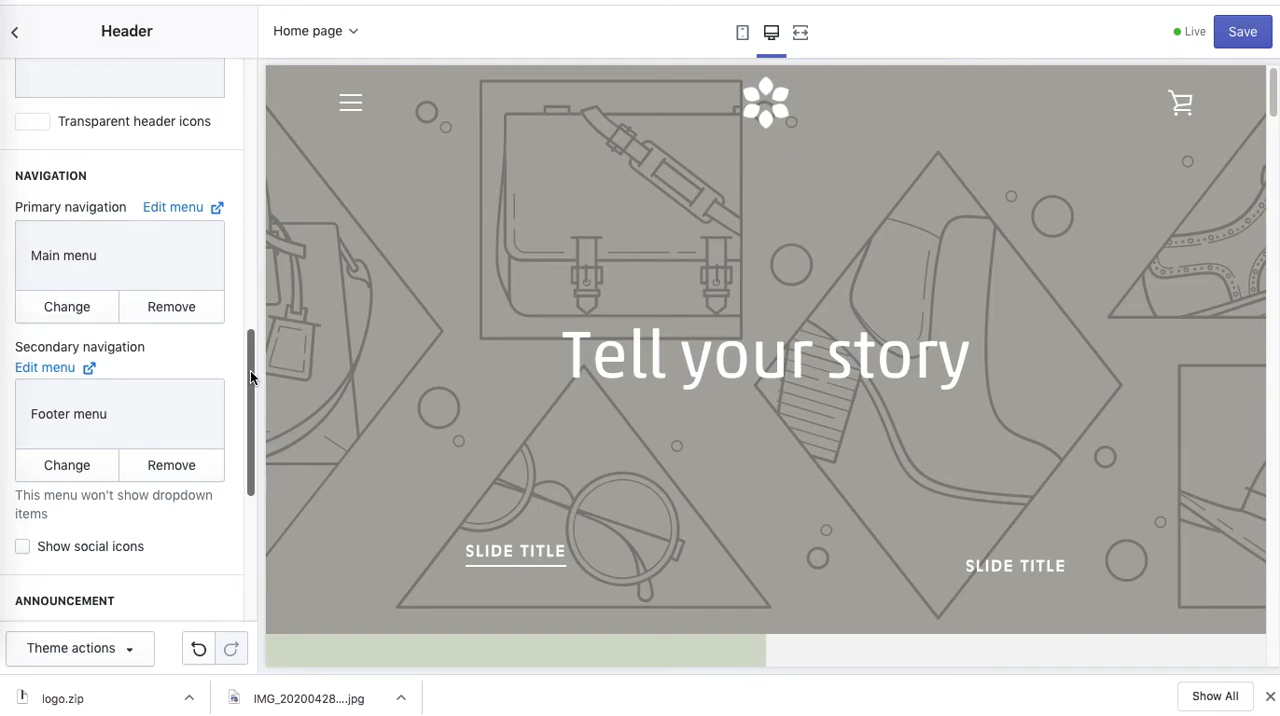 Header
Home page
Live
Save
Transparent header icons
NAVIGATION
Primary navigation
Edit menu
Main menu
Change
Remove
Secondary navigation
Edit menu
Footer menu
Change
Remove
This menu won't show dropdown
items
Show social icons
ANNOUNCEMENT
Theme actions
Tell your story
SLIDE TITLE
SLIDE TITLE
logo.zip
IMG_20200428....jpg
Show All